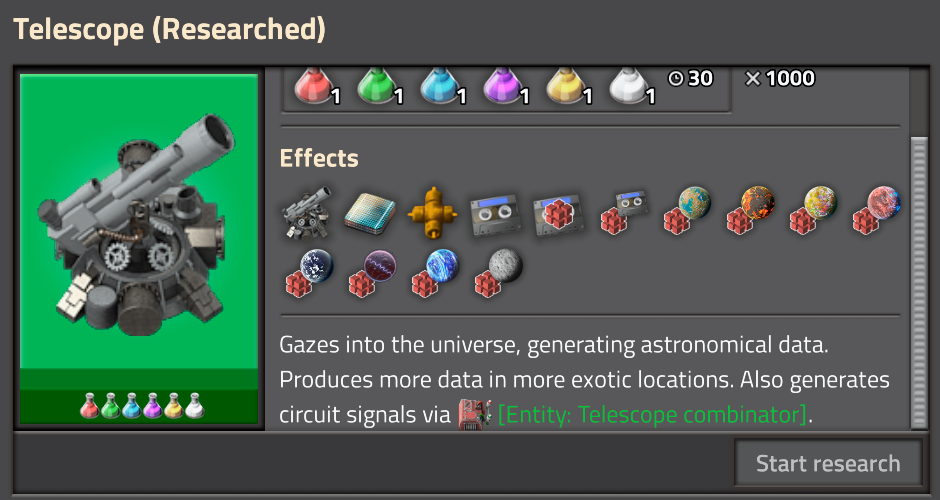 Telescope (Researched)
1 1 1 1 1 1 30 × 1000
Effects
Gazes into the universe, generating astronomical data.
Produces more data in more exotic locations. Also generates
circuit signals via [Entity: Telescope combinator].
Start research